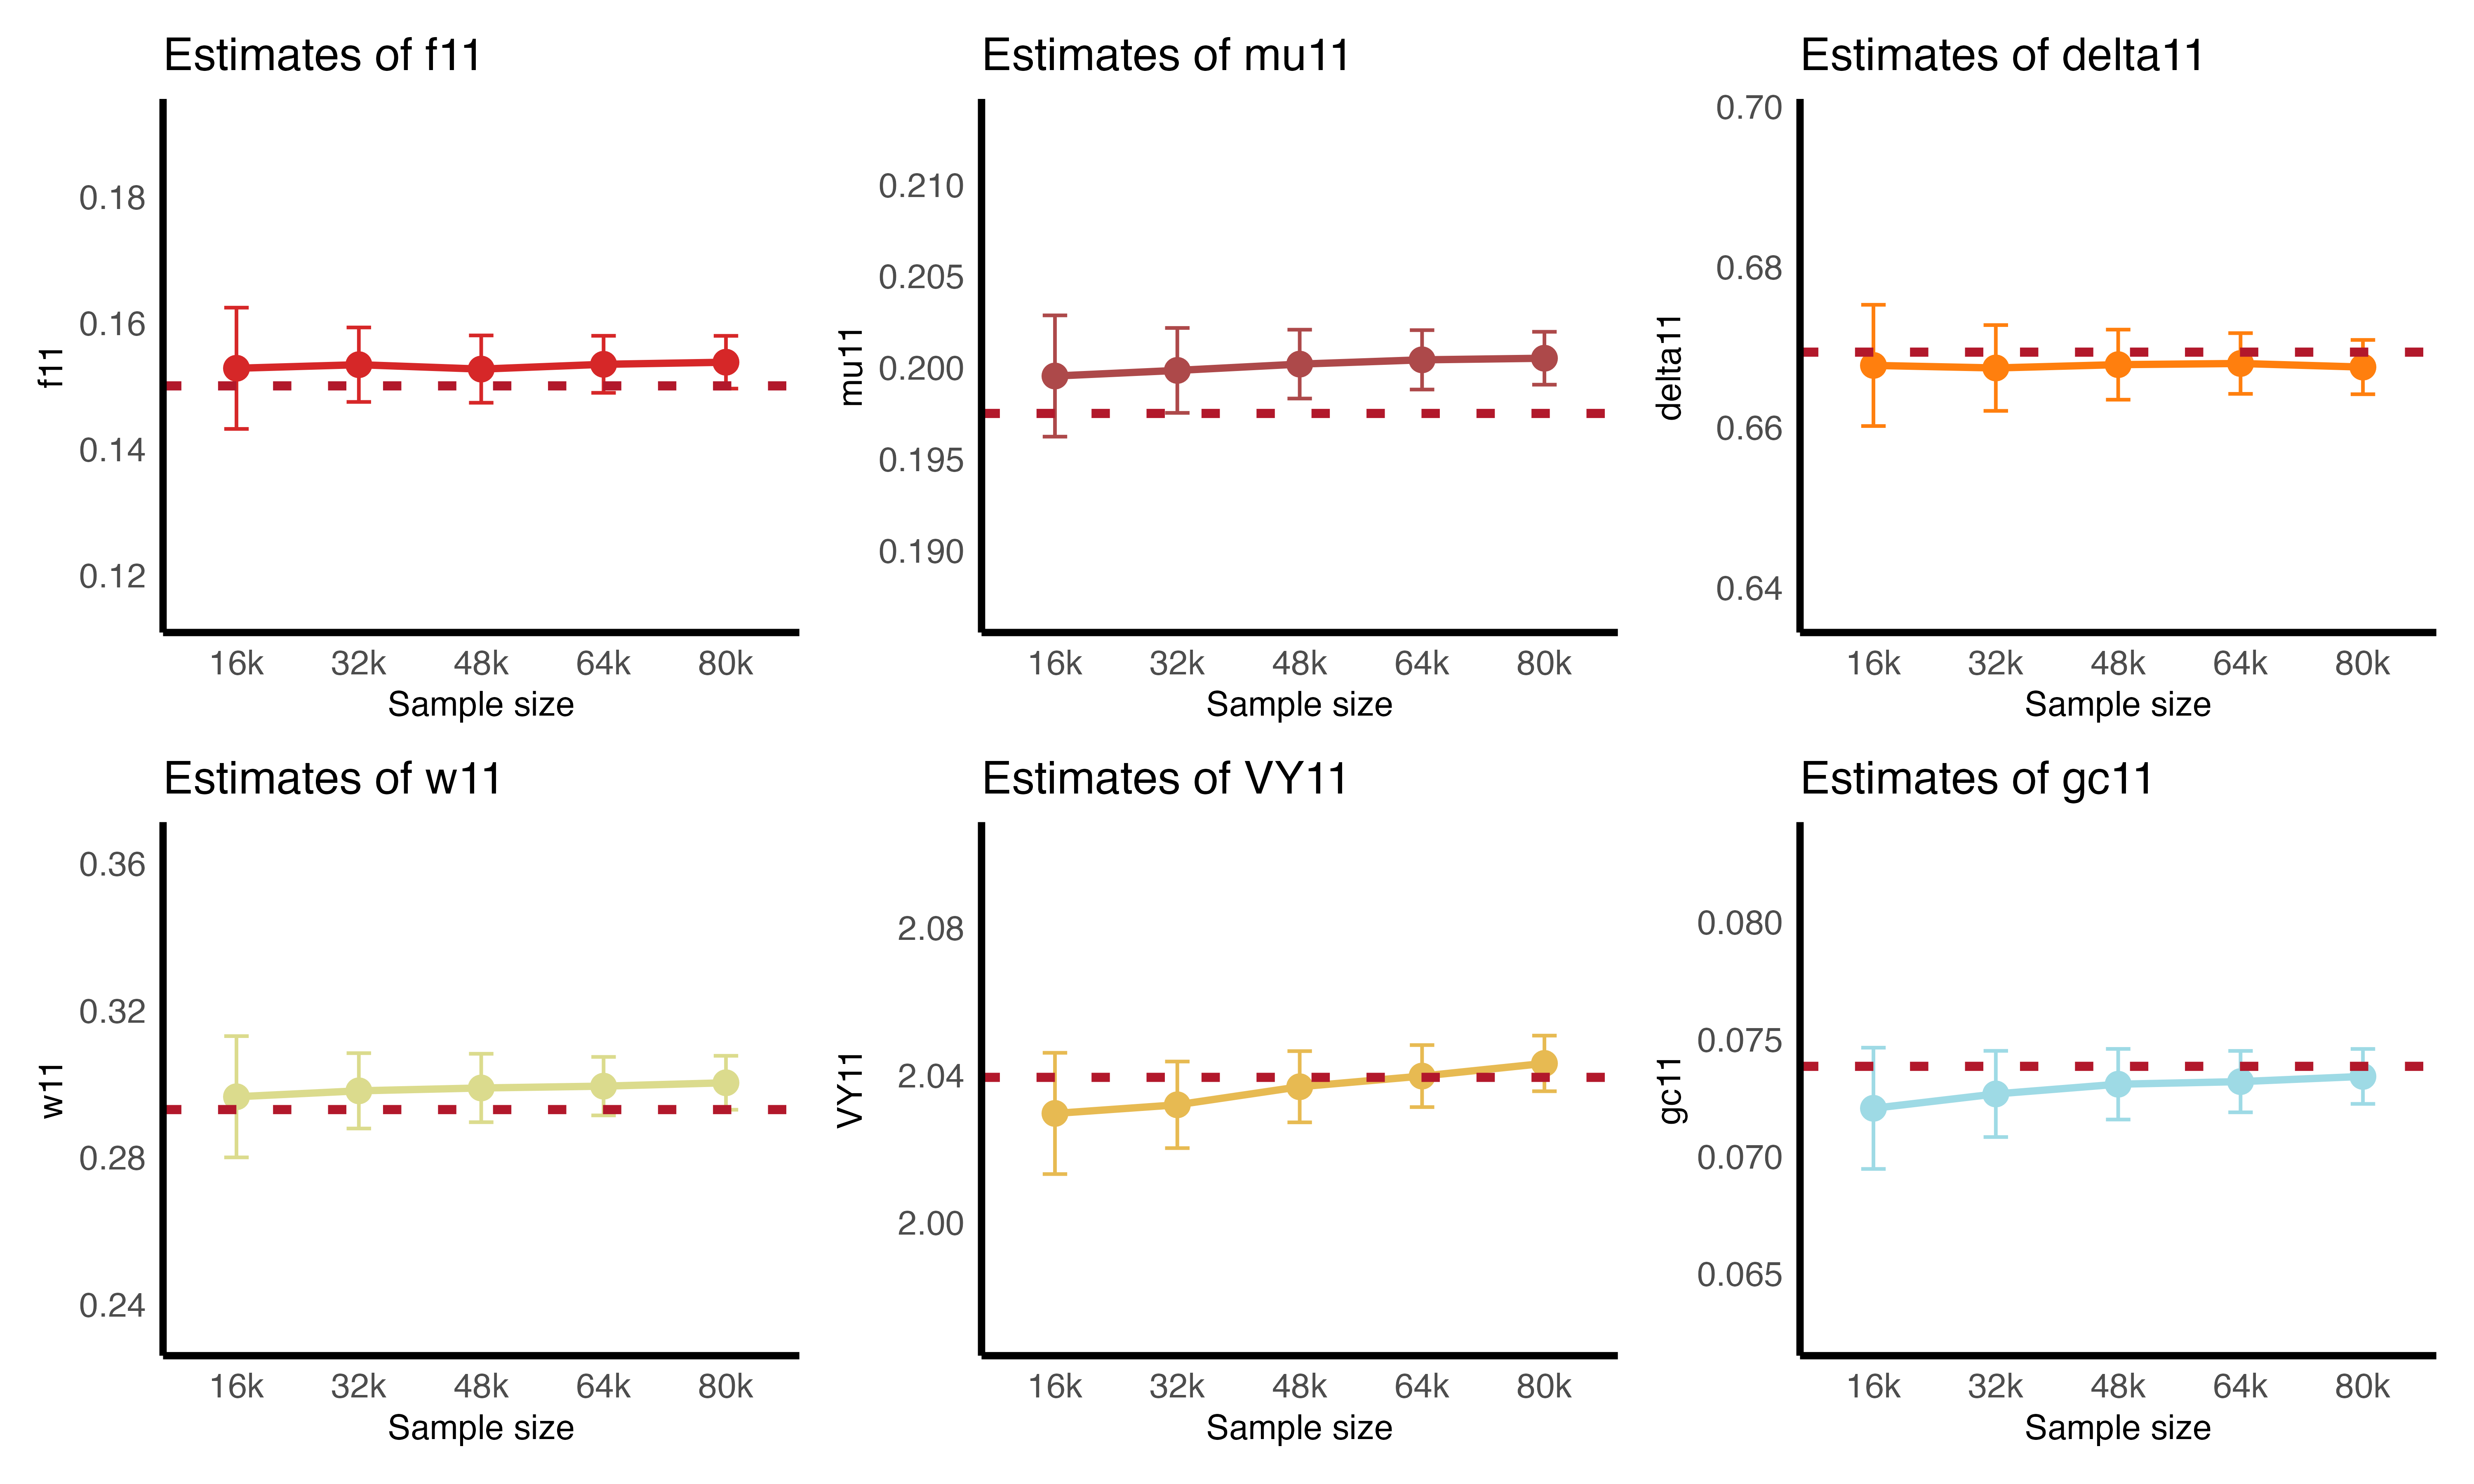 Estimates of f11
f11
0.18
0.16
0.14
0.12
16k 32k 48k 64k 80k
Sample size
Estimates of mu11
mu11
0.210
0.205
0.200
0.195
0.190
16k 32k 48k 64k 80k
Sample size
Estimates of delta11
delta11
0.70
0.68
0.66
0.64
16k 32k 48k 64k 80k
Sample size
Estimates of w11
w11
0.36
0.32
0.28
0.24
16k 32k 48k 64k 80k
Sample size
Estimates of VY11
VY11
2.08
2.04
2.00
16k 32k 48k 64k 80k
Sample size
Estimates of gc11
gc11
0.080
0.075
0.070
0.065
16k 32k 48k 64k 80k
Sample size